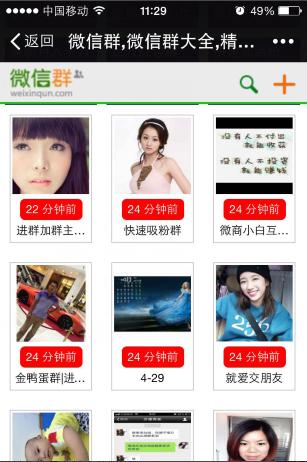 中国移动
11:29
49%
返回
微信群,微信群大全,精...
微信群
weixinqun.com
22 分钟前
24 分钟前
24 分钟前
进群加群主...
快速吸粉群
没有人不付出
就能收获
没有人不努力
就能赚钱
微商小白互...
24 分钟前
24 分钟前
24 分钟前
金鸭蛋群|进...
4-29
就爱交朋友